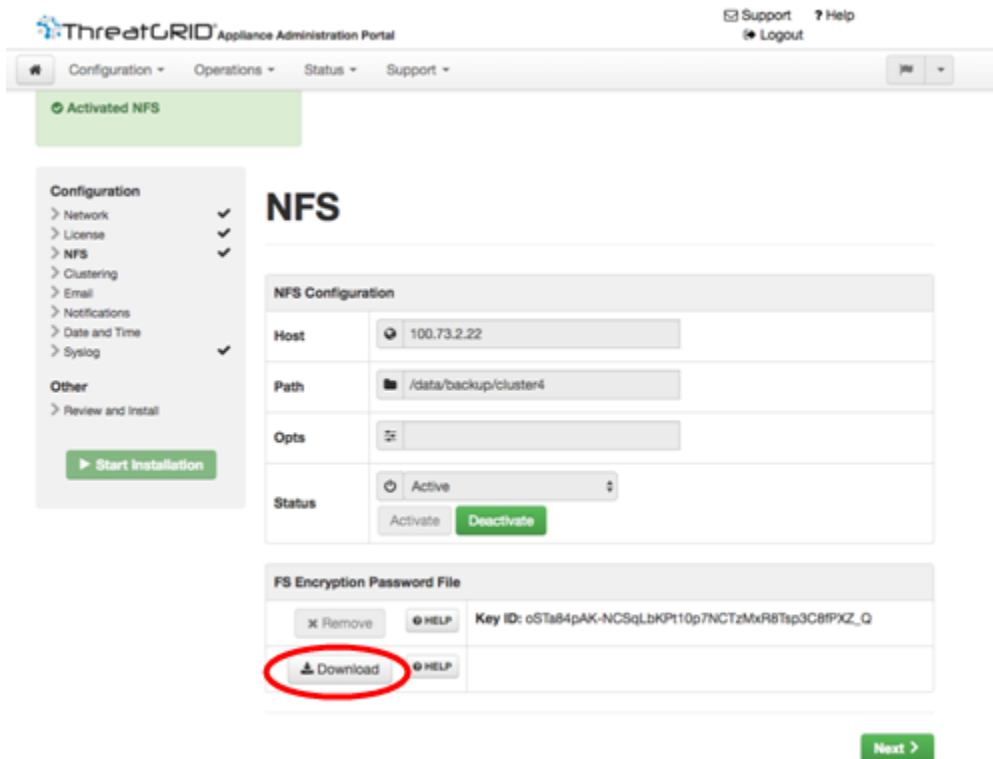 Support ? Help
ThreatGRID Appliance Administration Portal
Logout
Configuration Operations Status Support
Activated NFS
Configuration
Network
License
NFS
Clustering
Email
Notifications
Date and Time
Syslog
Other
Review and Install
Start Installation
NFS
NFS Configuration
Host 100.73.2.22
Path /data/backup/cluster4
Opts
Status Active
Activate Deactivate
FS Encryption Password File
Remove HELP Key ID: oSTa84pAK-NCSqLbKPt10p7NCTzMxR8Tsp3C8fPXZ_Q
Download HELP
Next